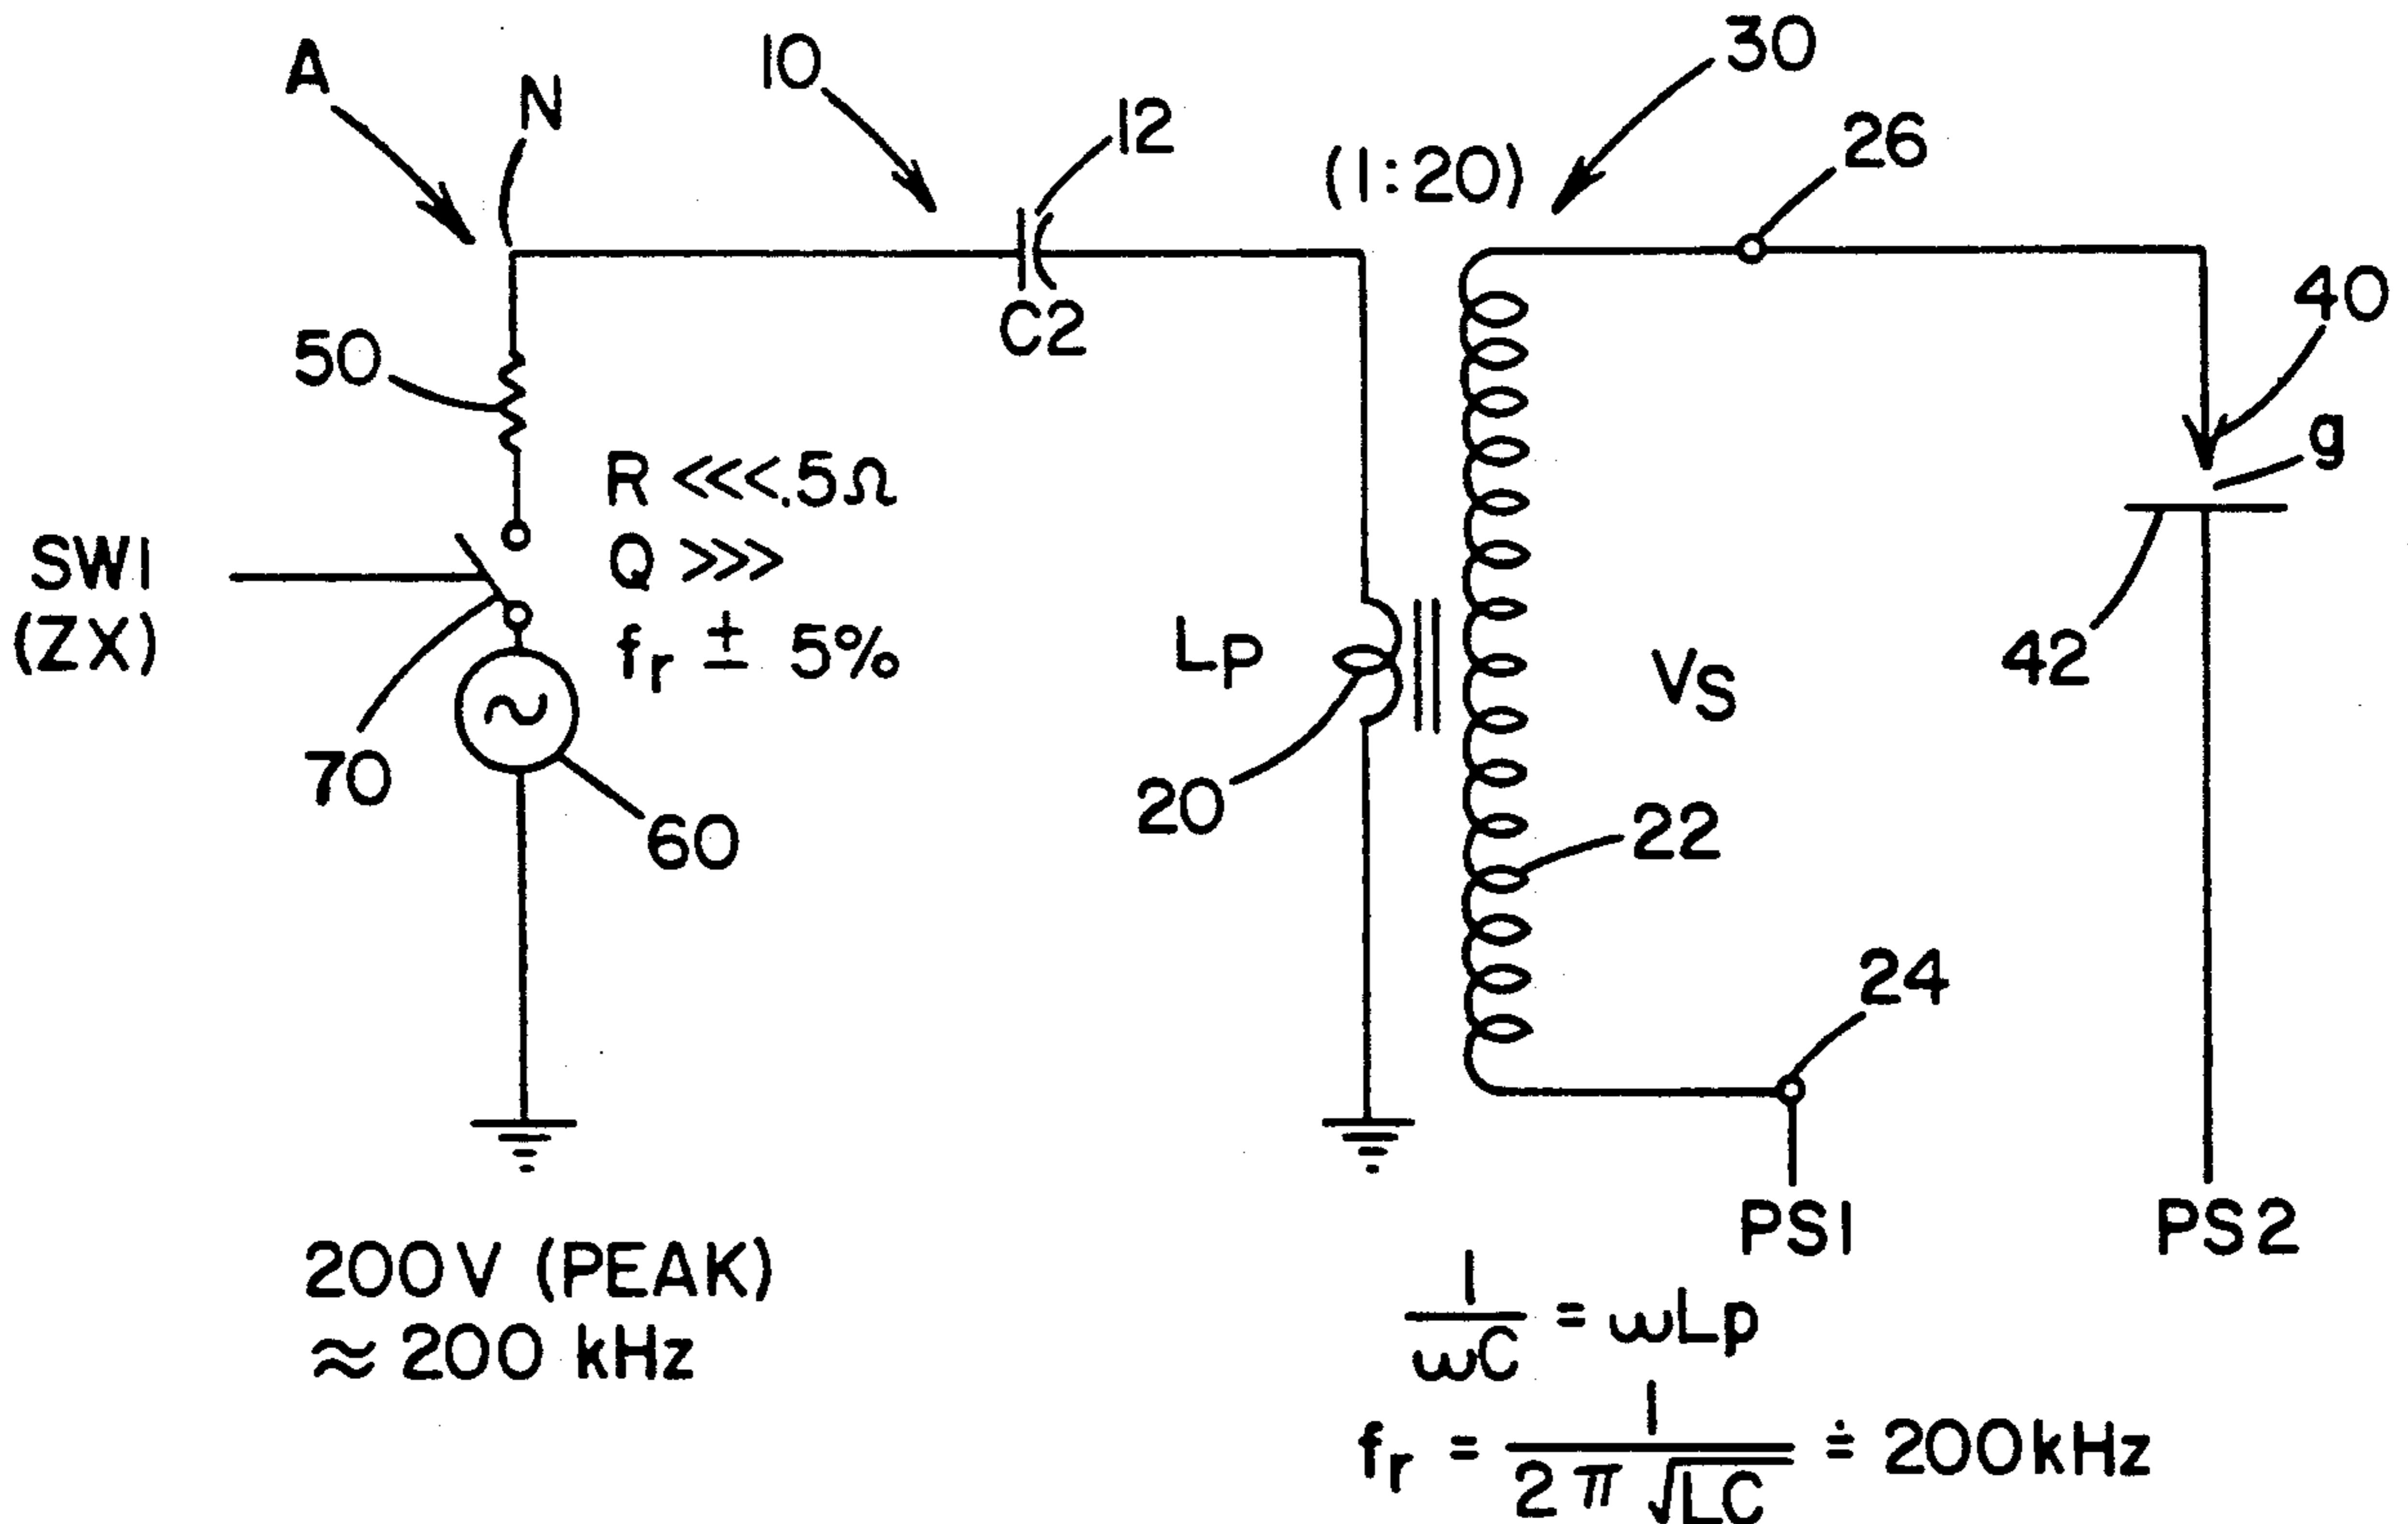 A
N
10
12
(1:20)
30
26
C2
40
g
50
R <<<.5Ω
Q >>>
fr ± 5%
SW1
(ZX)
LP
VS
42
70
60
20
22
24
PS1
PS2
200V (PEAK)
≈ 200 kHz
1/ωC = ωLp
fr = 1/2π √LC ≐ 200kHz